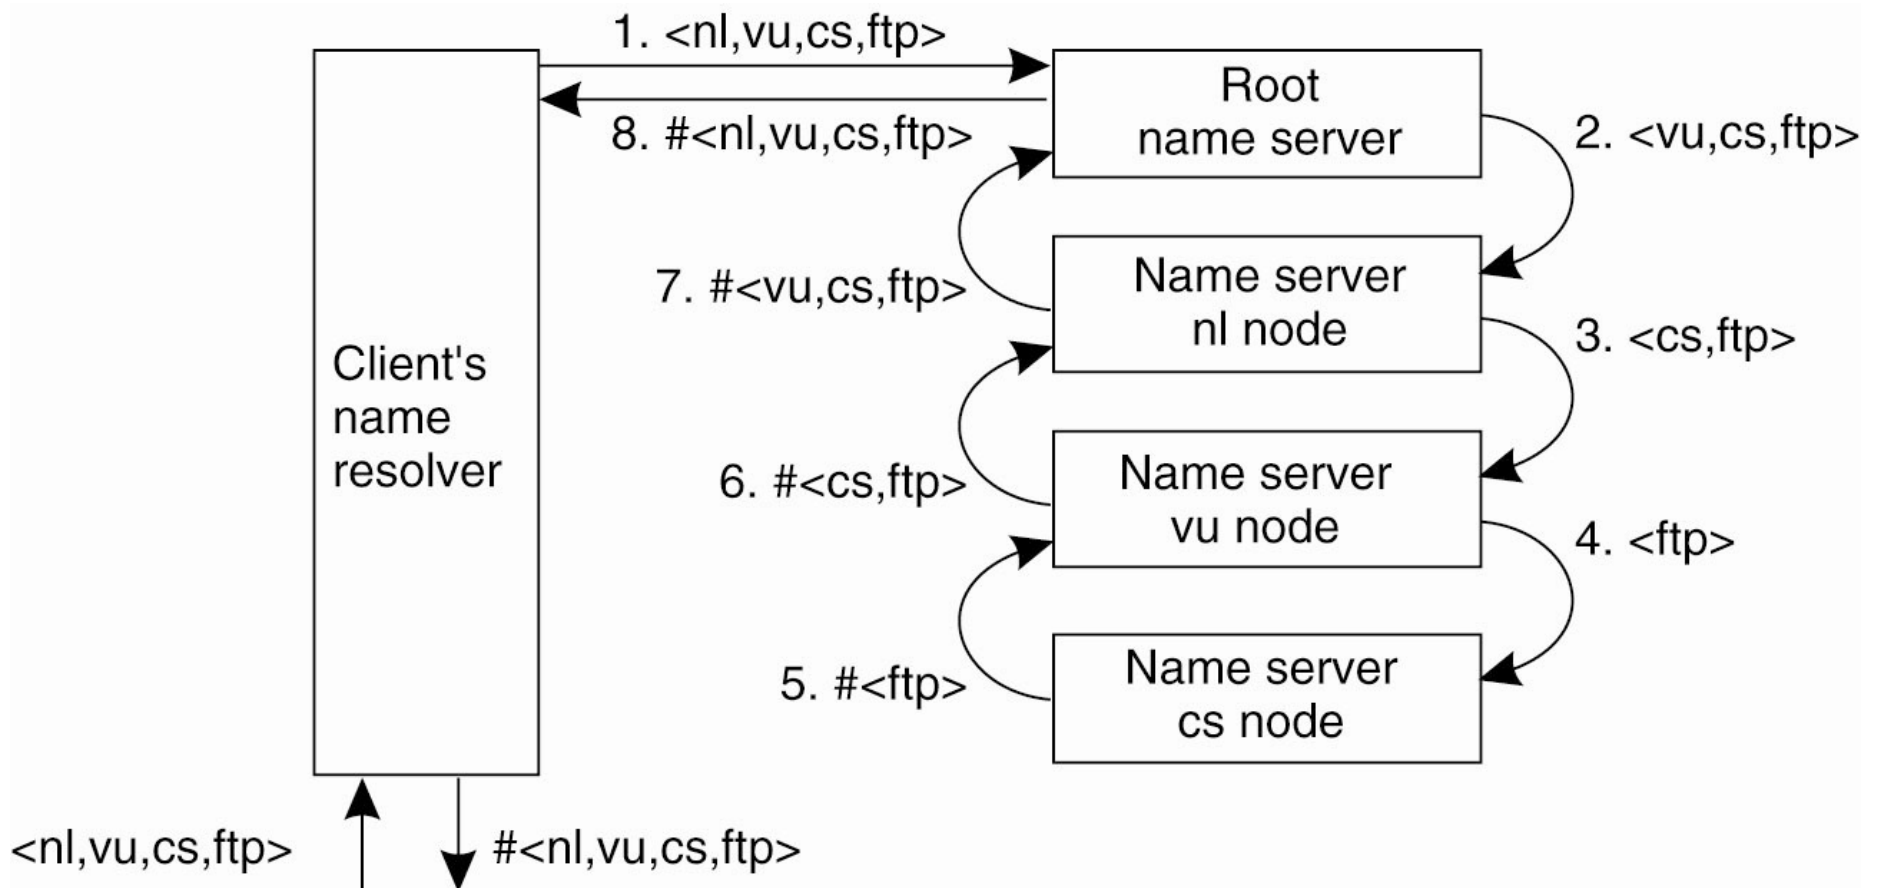 1. <nl,vu,cs,ftp>
8. #<nl,vu,cs,ftp>
Root
name server
2. <vu,cs,ftp>
7. #<vu,cs,ftp>
Name server
nl node
3. <cs,ftp>
Client's
name
resolver
6. #<cs,ftp>
Name server
vu node
4. <ftp>
5. #<ftp>
Name server
cs node
<nl,vu,cs,ftp>
#<nl,vu,cs,ftp>